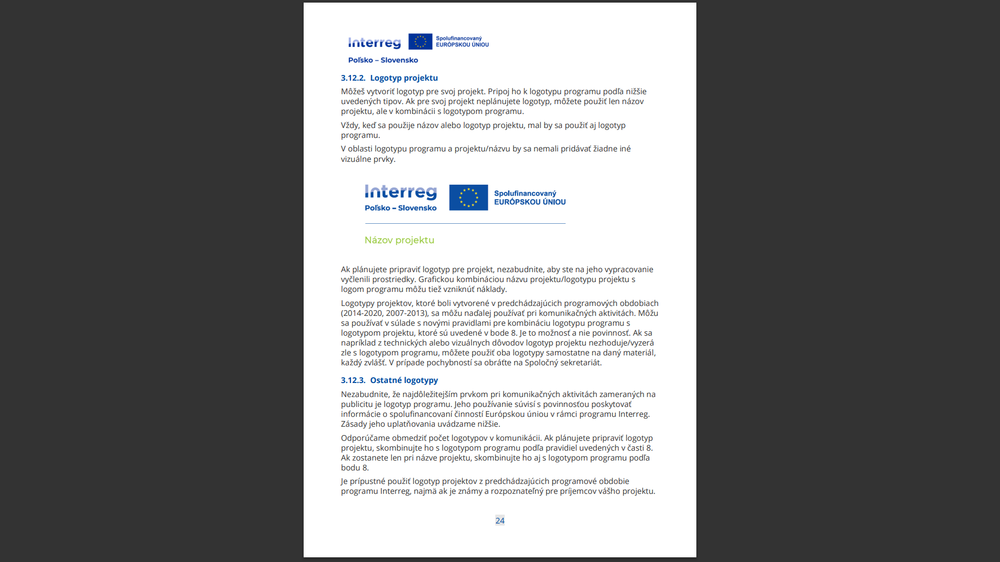 Interreg
Spolufinancovaný
EURÓPSKOU ÚNIOU
Poľsko – Slovensko
3.12.2. Logotyp projektu
Môžeš vytvoriť logotyp pre svoj projekt. Pripoj ho k logotypu programu podľa nižšie
uvedených tipov. Ak pre svoj projekt neplánujete logotyp, môžete použiť len názov
projektu, ale v kombinácii s logotypom programu.
Vždy, keď sa použije názov alebo logotyp projektu, mal by sa použiť aj logotyp
programu.
V oblasti logotypu programu a projektu/názvu by sa nemali pridávať žiadne iné
vizuálne prvky.
Interreg
Poľsko – Slovensko
Spolufinancovaný
EURÓPSKOU ÚNIOU
Názov projektu
Ak plánujete pripraviť logotyp pre projekt, nezabudnite, aby ste na jeho vypracovanie
vyčlenili prostriedky. Grafickou kombináciou názvu projektu/logotypu projektu s
logom programu môžu tiež vzniknúť náklady.
Logotypy projektov, ktoré boli vytvorené v predchádzajúcich programových obdobiach
(2014-2020, 2007-2013), sa môžu naďalej používať pri komunikačných aktivitách. Môžu
sa používať v súlade s novými pravidlami pre kombináciu logotypu programu s
logotypom projektu, ktoré sú uvedené v bode 8. Je to možnosť a nie povinnosť. Ak sa
napríklad z technických alebo vizuálnych dôvodov logotyp projektu nezhoduje/vyzerá
zle s logotypom programu, môžete použiť oba logotypy samostatne na daný materiál,
každý zvlášť. V prípade pochybností sa obráťte na Spoločný sekretariát.
3.12.3. Ostatné logotypy
Nezabudnite, že najdôležitejším prvkom pri komunikačných aktivitách zameraných na
publicitu je logotyp programu. Jeho používanie súvisí s povinnosťou poskytovať
informácie o spolufinancovaní činností Európskou úniou v rámci programu Interreg.
Zásady jeho uplatňovania uvádzame nižšie.
Odporúčame obmedziť počet logotypov v komunikácii. Ak plánujete pripraviť logotyp
projektu, skombinujte ho s logotypom programu podľa pravidiel uvedených v časti 8.
Ak zostanete len pri názve projektu, skombinujte ho aj s logotypom programu podľa
bodu 8.
Je prípustné použiť logotyp projektov z predchádzajúcich programové obdobie
programu Interreg, najmä ak je známy a rozpoznateľný pre príjemcov vášho projektu.
24